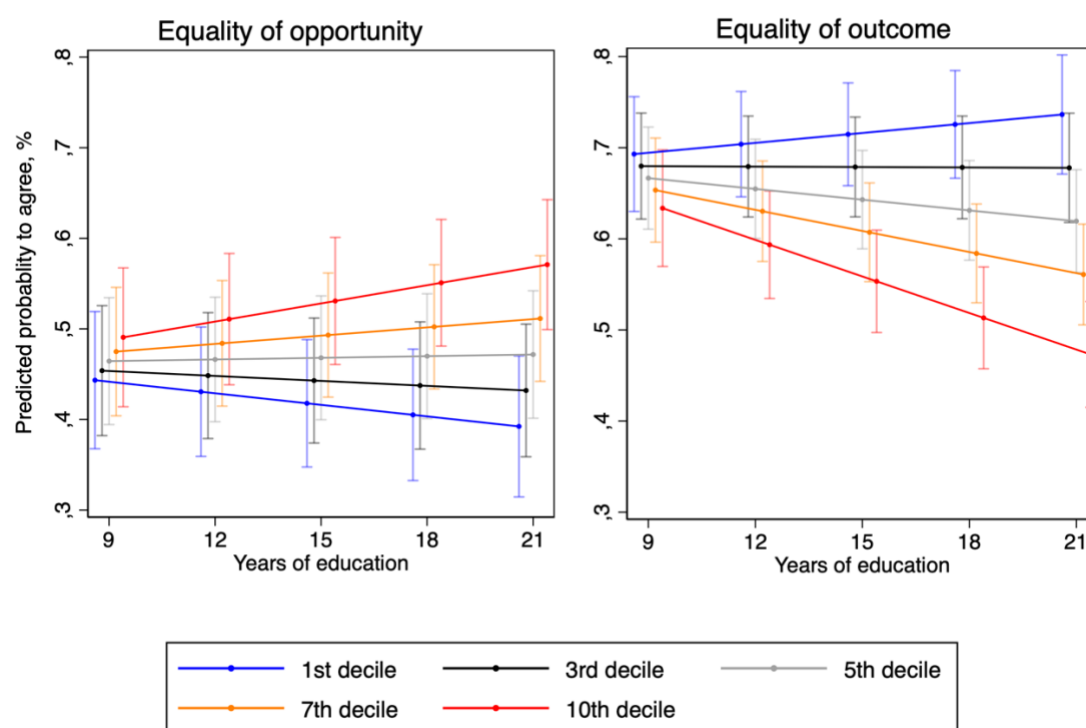 Equality of opportunity
Predicted probablity to agree, %
,8
,7
,6
,5
,4
,3
9 12 15 18 21
Years of education
Equality of outcome
,8
,7
,6
,5
,4
,3
9 12 15 18 21
Years of education
1st decile 3rd decile 5th decile
7th decile 10th decile